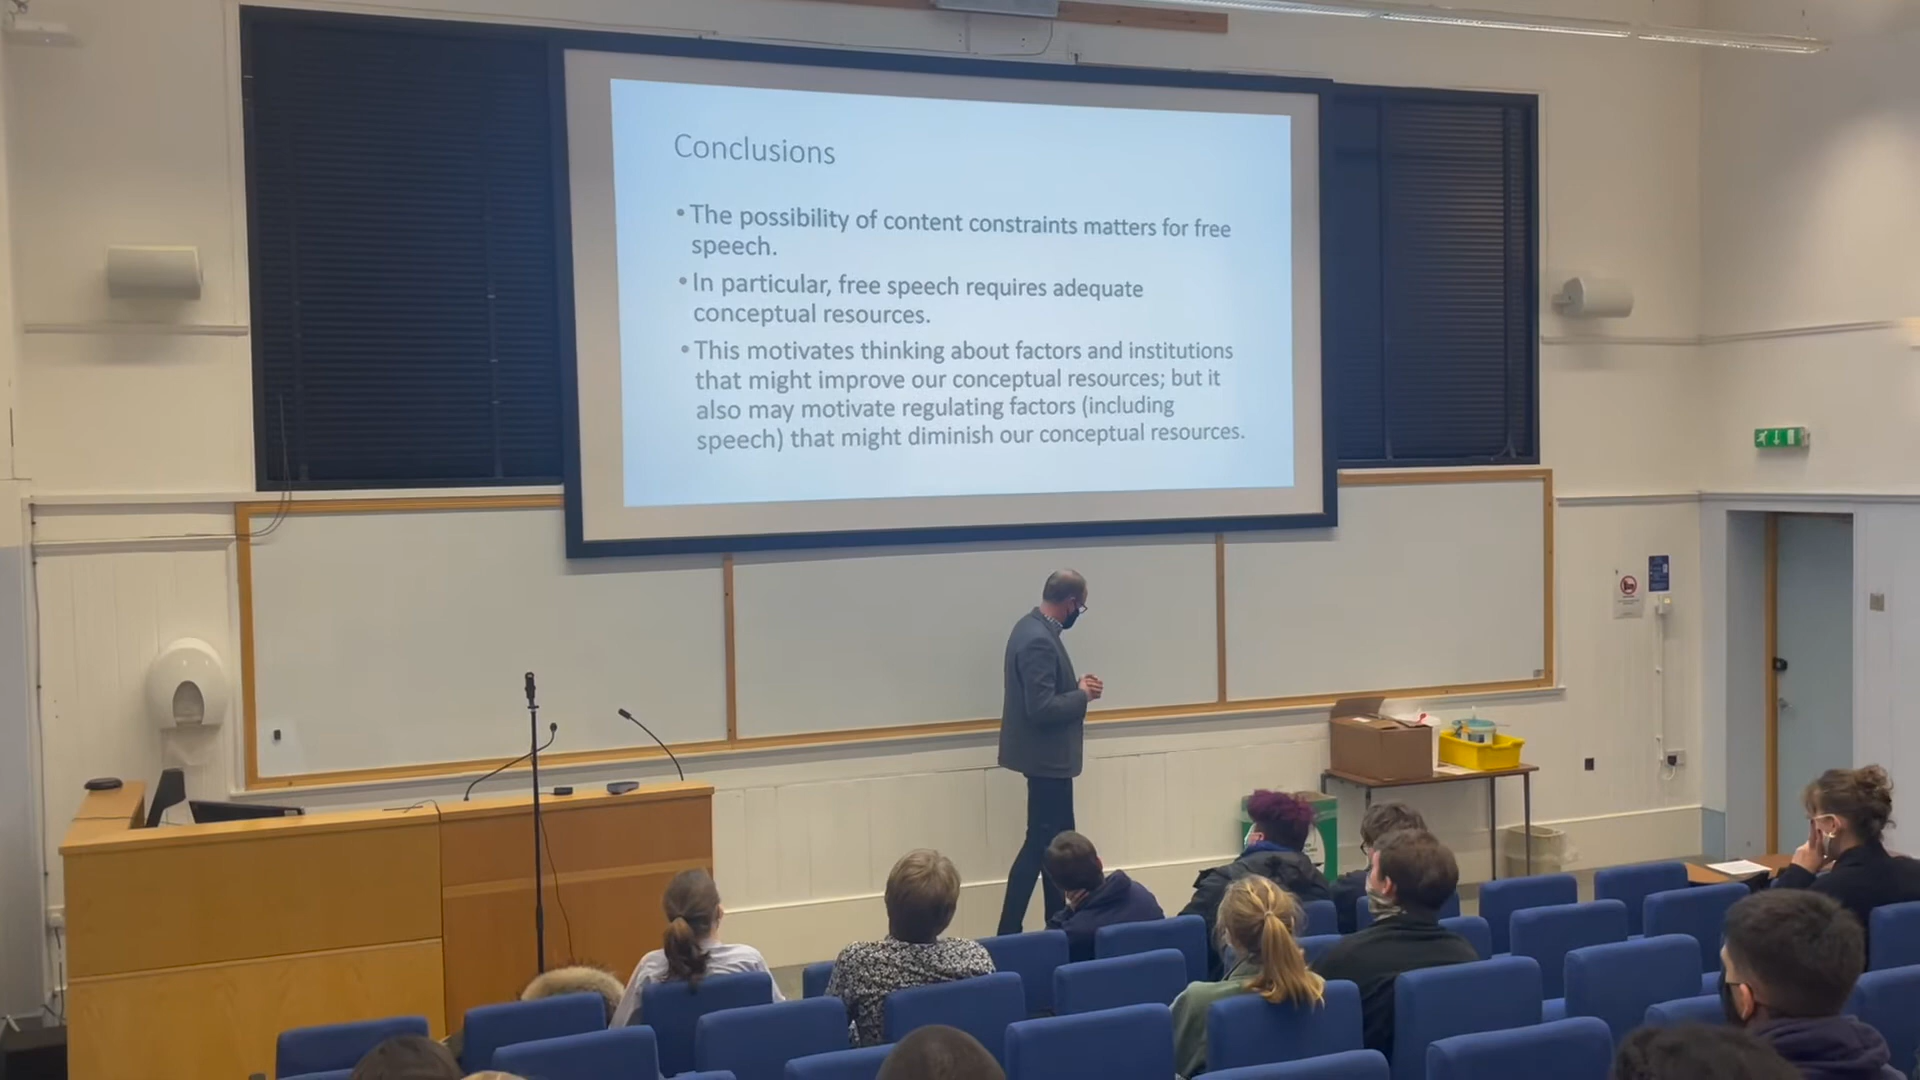 Conclusions
•The possibility of content constraints matters for free
speech.
•In particular, free speech requires adequate
conceptual resources.
•This motivates thinking about factors and institutions
that might improve our conceptual resources; but it
also may motivate regulating factors (including
speech) that might diminish our conceptual resources.